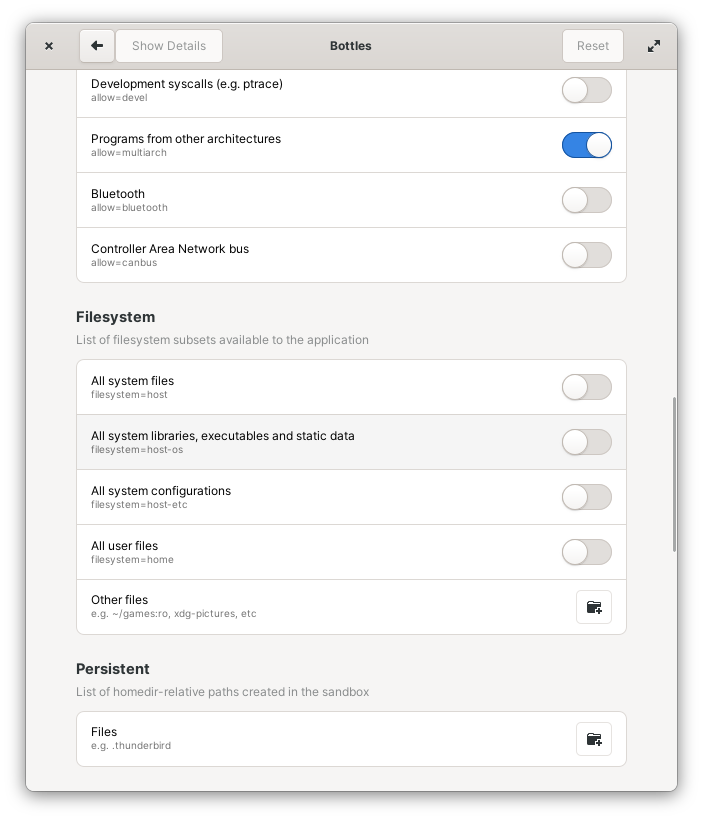 Show Details
Bottles
Reset
Development syscalls (e.g. ptrace)
allow=devel
Programs from other architectures
allow=multiarch
Bluetooth
allow=bluetooth
Controller Area Network bus
allow=canbus
Filesystem
List of filesystem subsets available to the application
All system files
filesystem=host
All system libraries, executables and static data
filesystem=host-os
All system configurations
filesystem=host-etc
All user files
filesystem=home
Other files
e.g. ~/games:ro, xdg-pictures, etc
Persistent
List of homedir-relative paths created in the sandbox
Files
e.g. .thunderbird